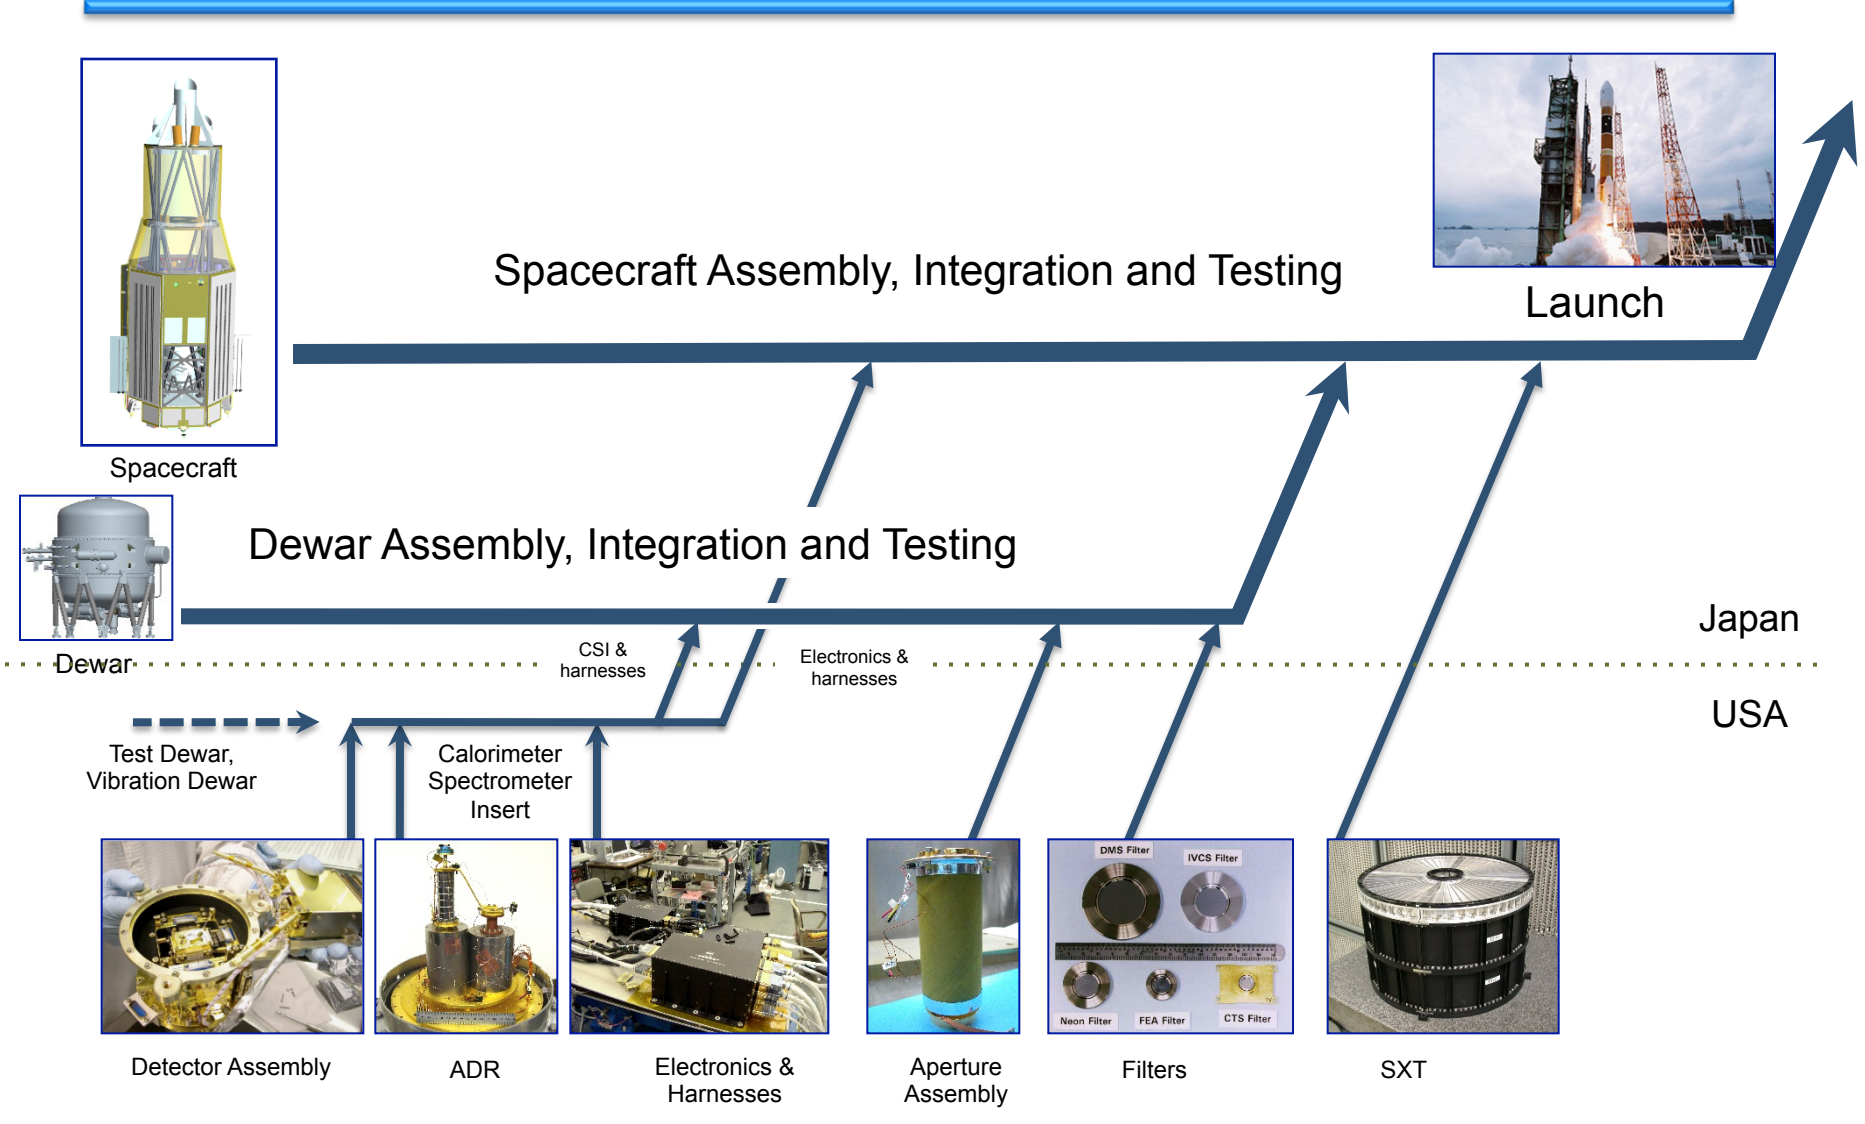 Spacecraft Assembly, Integration and Testing
Launch
Spacecraft
Dewar Assembly, Integration and Testing
Japan
Dewar
CSI &
harnesses
Electronics &
harnesses
USA
Test Dewar,
Vibration Dewar
Calorimeter
Spectrometer
Insert
DMS Filter
IVCS Filter
Neon Filter
FEA Filter
CTS Filter
Detector Assembly
ADR
Electronics &
Harnesses
Aperture
Assembly
Filters
SXT